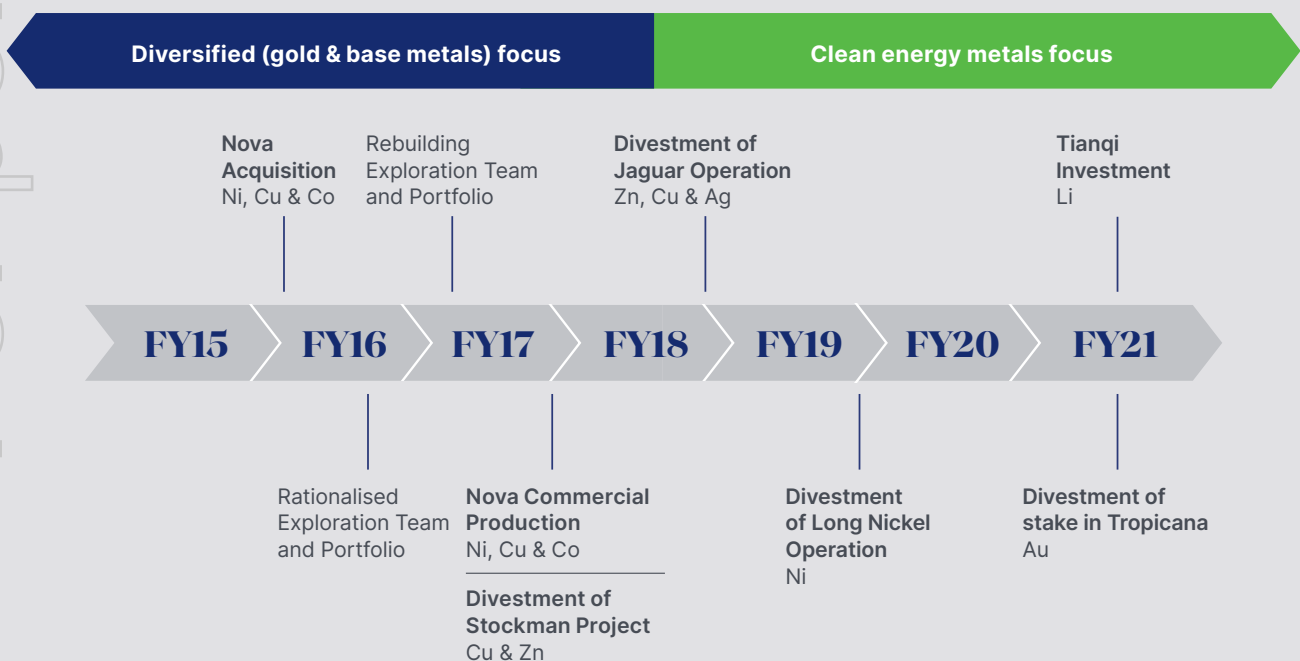 Diversified (gold & base metals) focus
Clean energy metals focus
Nova
Acquisition
Ni, Cu & Co
Rebuilding
Exploration Team
and Portfolio
Divestment of
Jaguar Operation
Zn, Cu & Ag
Tianqi
Investment
Li
FY15
FY16
FY17
FY18
FY19
FY20
FY21
Rationalised
Exploration Team
and Portfolio
Nova Commercial
Production
Ni, Cu & Co
Divestment of
Stockman Project
Cu & Zn
Divestment
of Long Nickel
Operation
Ni
Divestment of
stake in Tropicana
Au